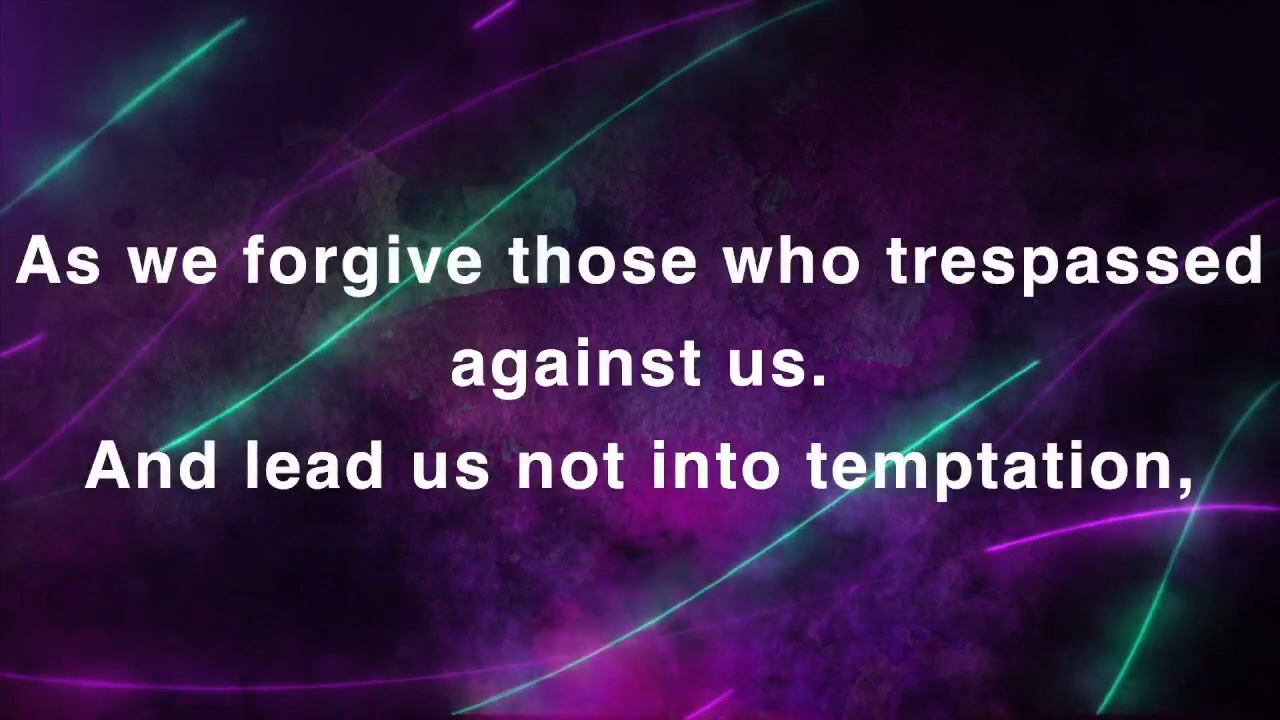 As we forgive those who trespassed
against us.
And lead us not into temptation,